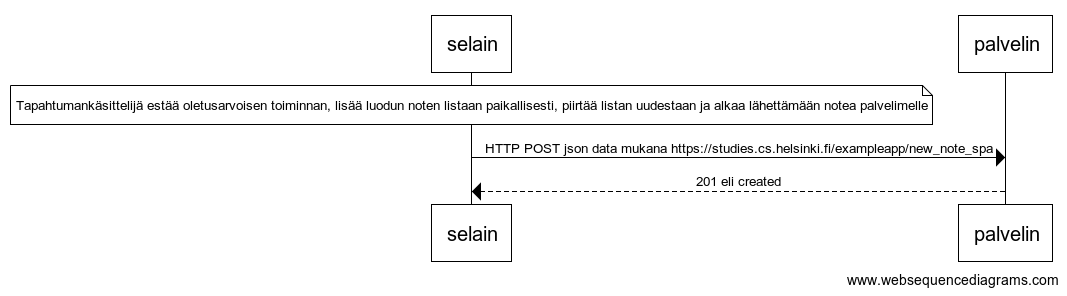 selain
palvelin
Tapahtumankäsittelijä estää oletusarvoisen toiminnan, lisää luodun noten listaan paikallisesti, piirtää listan uudestaan ja alkaa lähettämään notea palvelimelle
HTTP POST json data mukana https://studies.cs.helsinki.fi/exampleapp/new_note_spa
201 eli created
selain
palvelin
www.websequencediagrams.com